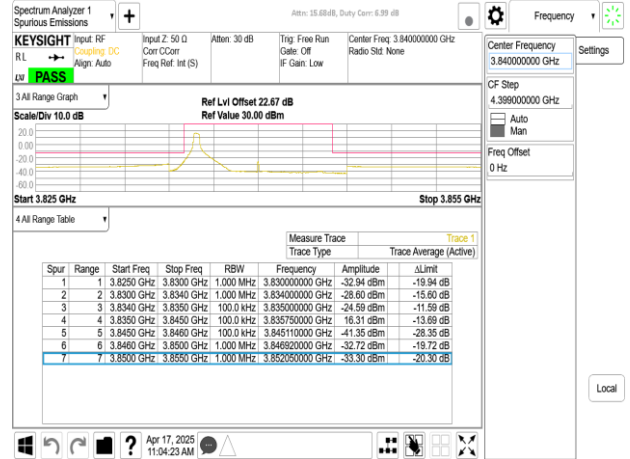 Spectrum Analyzer 1
Spurious Emissions
Attn: 15.68dB, Duty Corr: 6.99 dB
Frequency
KEYSIGHT
R L
PASS
Input: RF
Coupling: DC
Align: Auto
Input Z: 50 Ω
Corr CCorr
Freq Ref: Int (S)
Atten: 30 dB
Trig: Free Run
Gate: Off
IF Gain: Low
Center Freq: 3.840000000 GHz
Radio Std: None
Center Frequency
3.840000000 GHz
Settings
CF Step
4.399000000 GHz
Auto
Man
Freq Offset
0 Hz
3 All Range Graph
Scale/Div 10.0 dB
Ref Lvl Offset 22.67 dB
Ref Value 30.00 dBm
20.0
0.00
-20.0
-40.0
-60.0
Start 3.825 GHz
Stop 3.855 GHz
4 All Range Table
Measure Trace Trace 1
Trace Type Trace Average (Active)
Spur Range Start Freq Stop Freq RBW Frequency Amplitude ΔLimit
1 1 3.8250 GHz 3.8300 GHz 1.000 MHz 3.830000000 GHz -32.94 dBm -19.94 dB
2 2 3.8300 GHz 3.8340 GHz 1.000 MHz 3.834000000 GHz -28.60 dBm -15.60 dB
3 3 3.8340 GHz 3.8350 GHz 100.0 kHz 3.835000000 GHz -24.59 dBm -11.59 dB
4 4 3.8350 GHz 3.8450 GHz 100.0 kHz 3.835750000 GHz 16.31 dBm -13.69 dB
5 5 3.8450 GHz 3.8460 GHz 100.0 kHz 3.845110000 GHz -41.35 dBm -28.35 dB
6 6 3.8460 GHz 3.8500 GHz 1.000 MHz 3.846920000 GHz -32.72 dBm -19.72 dB
7 7 3.8500 GHz 3.8550 GHz 1.000 MHz 3.852050000 GHz -33.30 dBm -20.30 dB
Local
?
Apr 17, 2025
11:04:23 AM